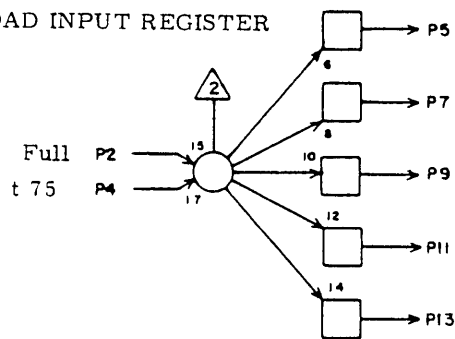 OAD INPUT REGISTER
P5
6
2
P7
8
15
Full P2
10
P9
t 75 P4
17
12
P11
14
P13